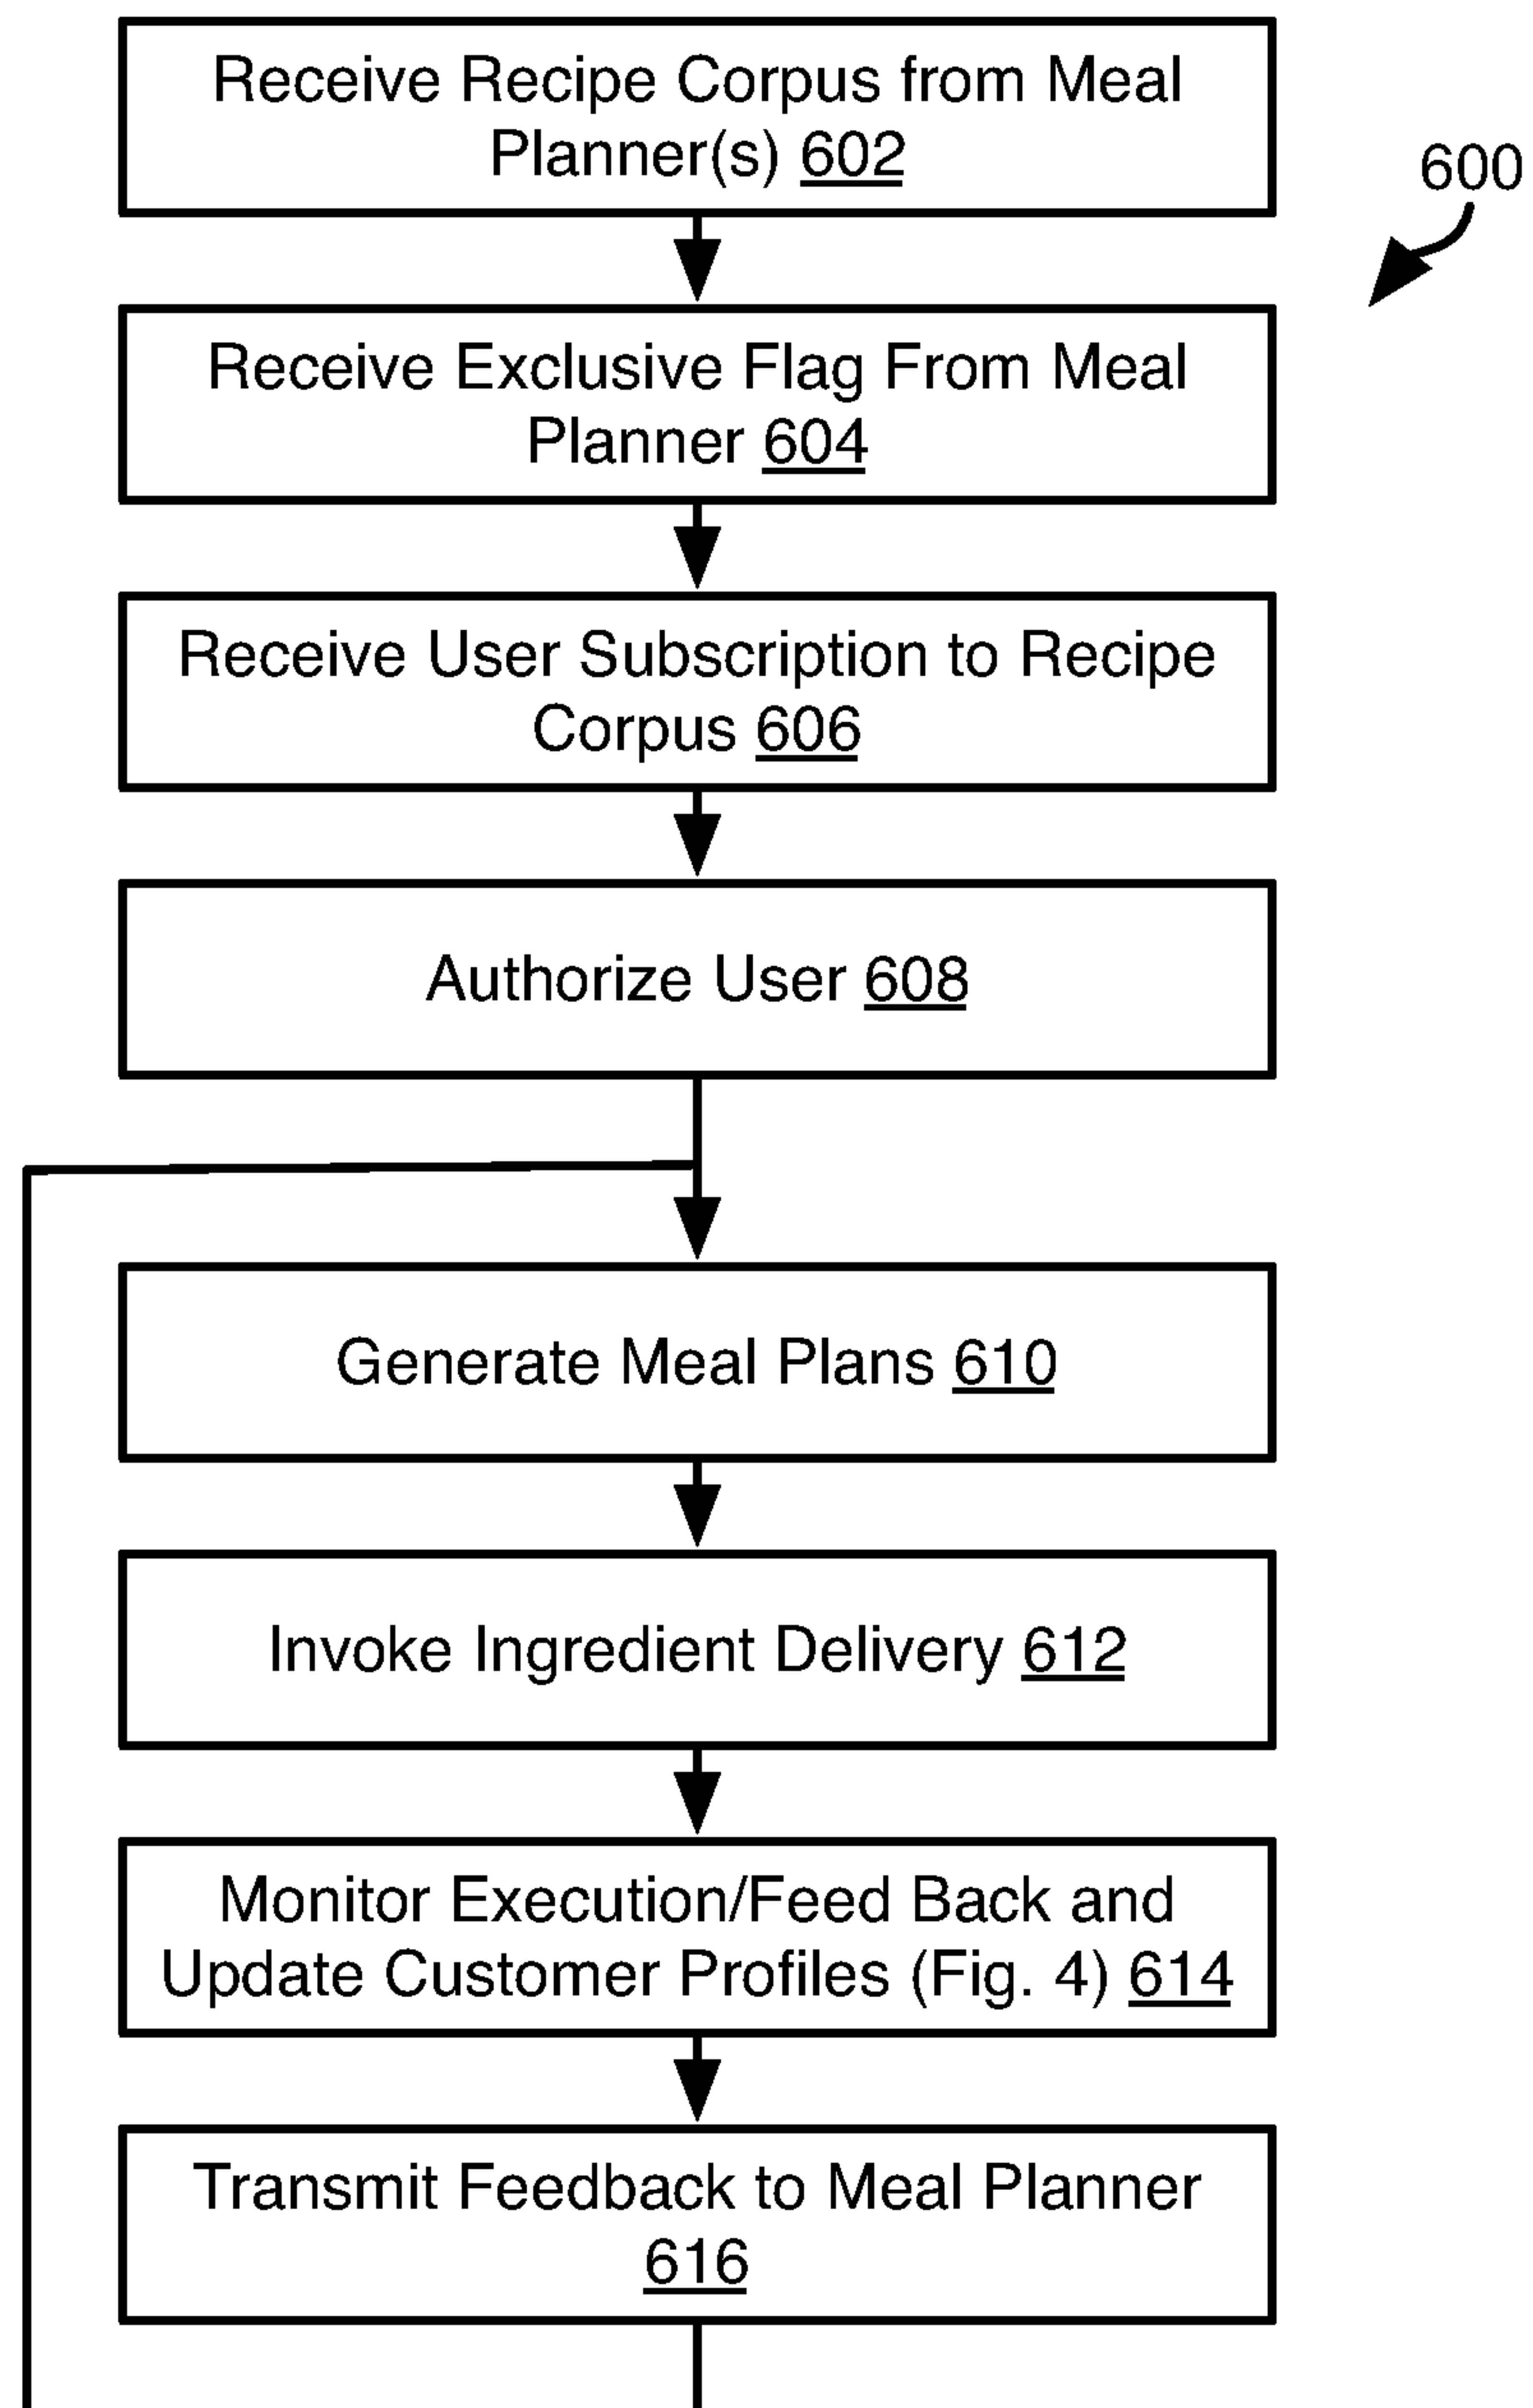 Receive Recipe Corpus from Meal
Planner(s) 602
600
Receive Exclusive Flag From Meal
Planner 604
Receive User Subscription to Recipe
Corpus 606
Authorize User 608
Generate Meal Plans 610
Invoke Ingredient Delivery 612
Monitor Execution/Feed Back and
Update Customer Profiles (Fig. 4) 614
Transmit Feedback to Meal Planner
616